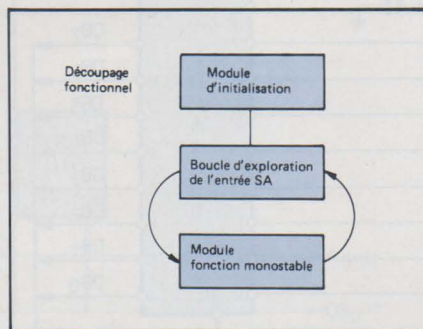 Découpage
fonctionnel
Module
d'initialisation
Boucle d'exploration
de l'entrée SA
Module
fonction monostable